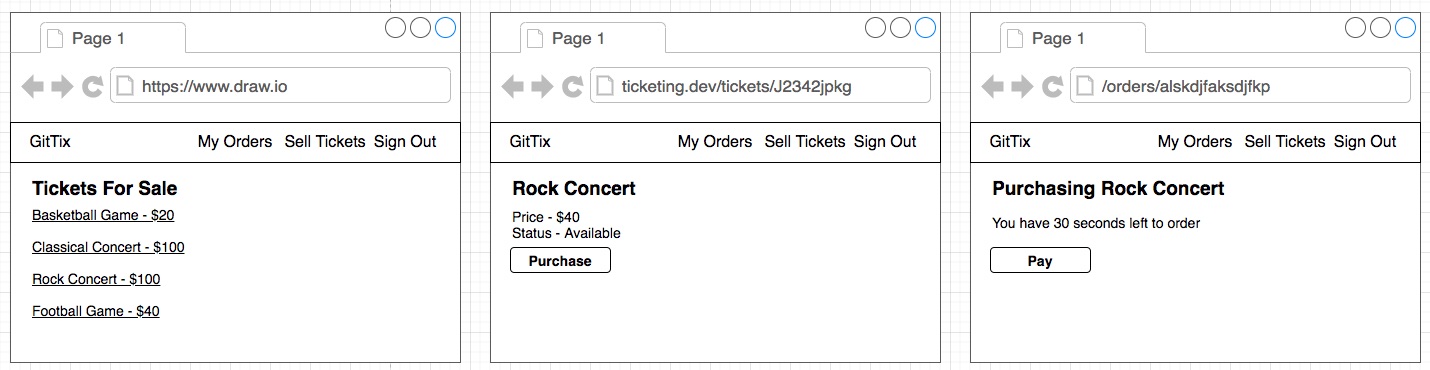 Page 1
https://www.draw.io
GitTix My Orders Sell Tickets Sign Out
Tickets For Sale
Basketball Game - $20
Classical Concert - $100
Rock Concert - $100
Football Game - $40
Page 1
ticketing.dev/tickets/J2342jpkg
GitTix My Orders Sell Tickets Sign Out
Rock Concert
Price - $40
Status - Available
Purchase
Page 1
/orders/alskdjfaksdjfkp
GitTix My Orders Sell Tickets Sign Out
Purchasing Rock Concert
You have 30 seconds left to order
Pay